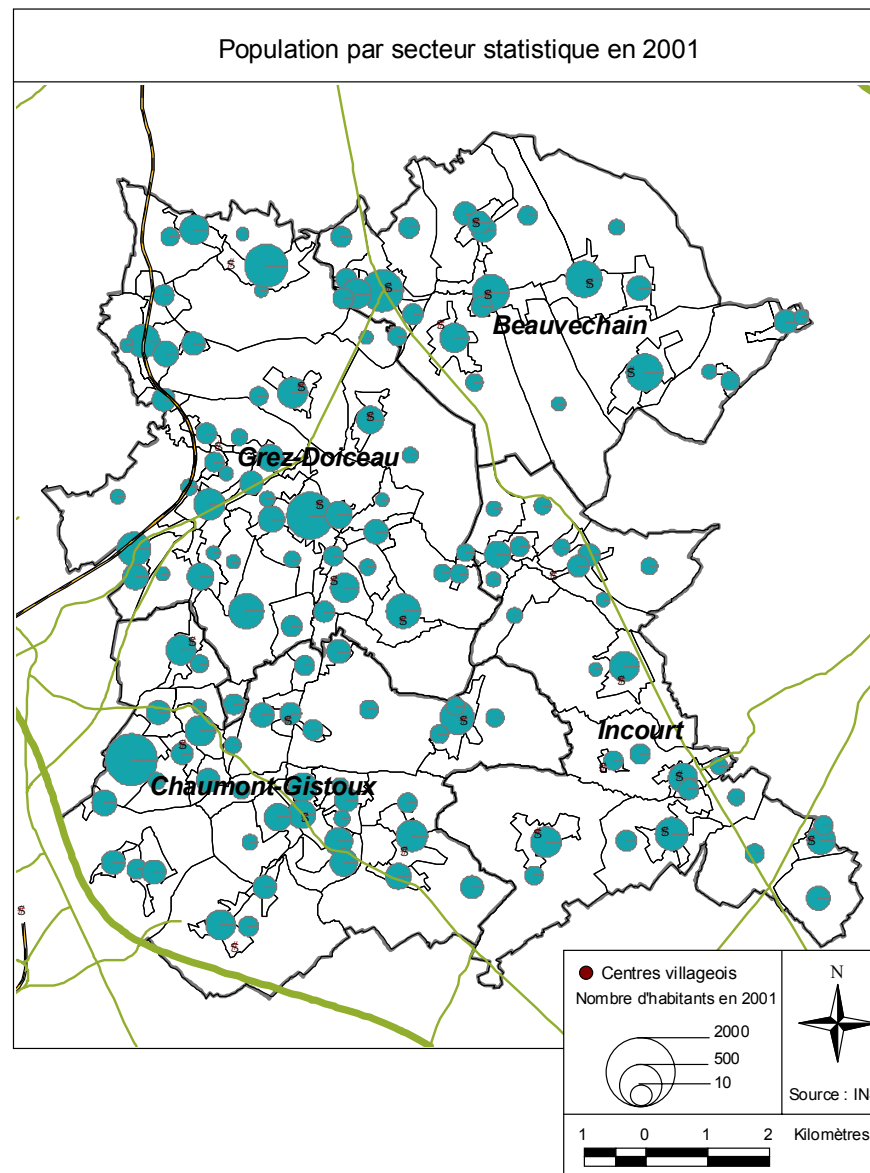 Population par secteur statistique en 2001
Beauvechain
Grez-Doiceau
Incourt
Chaumont-Gistoux
Centres villageois
Nombre d'habitants en 2001
2000
500
10
N
Source : IN
1 0 1 2 Kilomètres